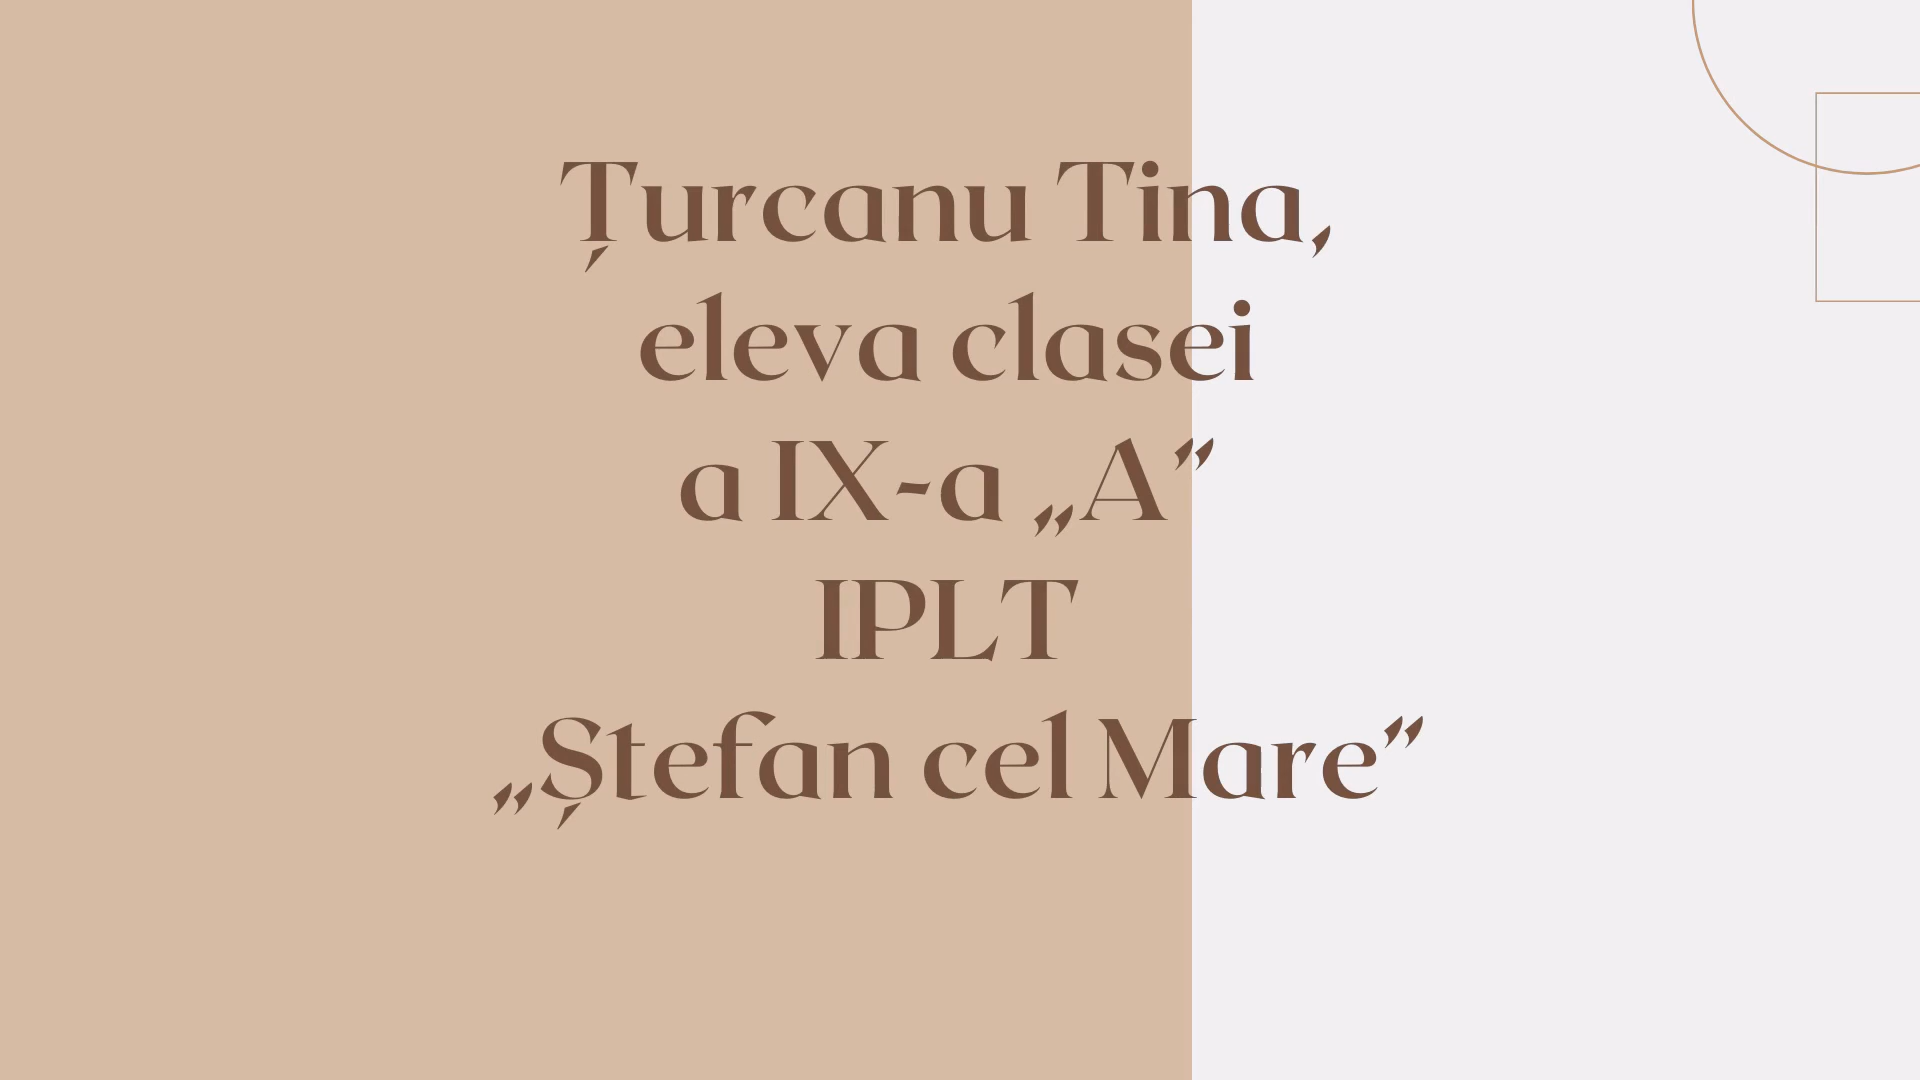 Țurcanu Tina,
eleva clasei
a IX-a „A”
IPLT
„Ștefan cel Mare”